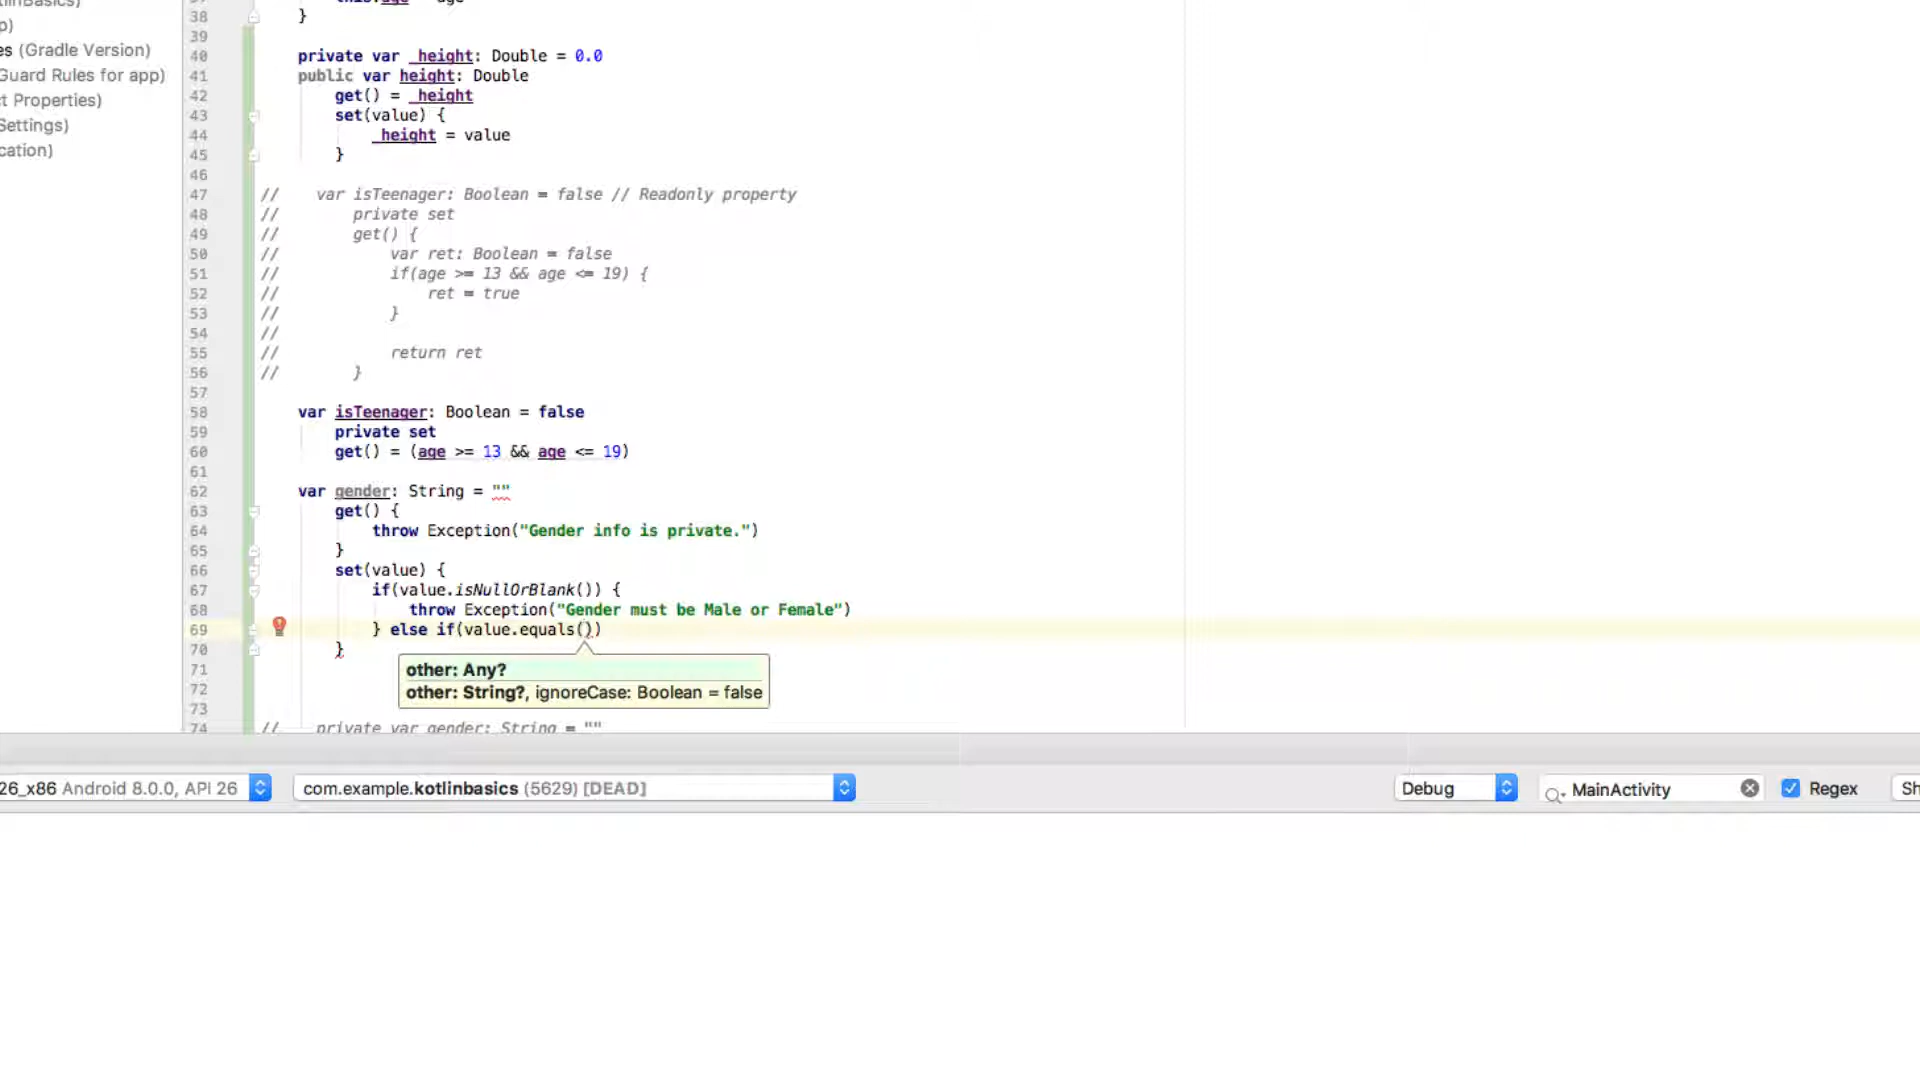 tlinBasics)
p)
es (Gradle Version)
Guard Rules for app)
t Properties)
Settings)
cation)
38 }
39
40 private var _height: Double = 0.0
41 public var height: Double
42 get() = _height
43 set(value) {
44 _height = value
45 }
46
47 // var isTeenager: Boolean = false // Readonly property
48 // private set
49 // get() {
50 // var ret: Boolean = false
51 // if(age >= 13 && age <= 19) {
52 // ret = true
53 // }
54 //
55 // return ret
56 // }
57
58 var isTeenager: Boolean = false
59 private set
60 get() = (age >= 13 && age <= 19)
61
62 var gender: String = ""
63 get() {
64 throw Exception("Gender info is private.")
65 }
66 set(value) {
67 if(value.isNullOrBlank()) {
68 throw Exception("Gender must be Male or Female")
69 } else if(value.equals())
70 }
other: Any?
other: String?, ignoreCase: Boolean = false
71
72
73
74 // private var gender: String = ""
26_x86 Android 8.0.0, API 26
com.example.kotlinbasics (5629) [DEAD]
Debug
MainActivity
Regex
Sh